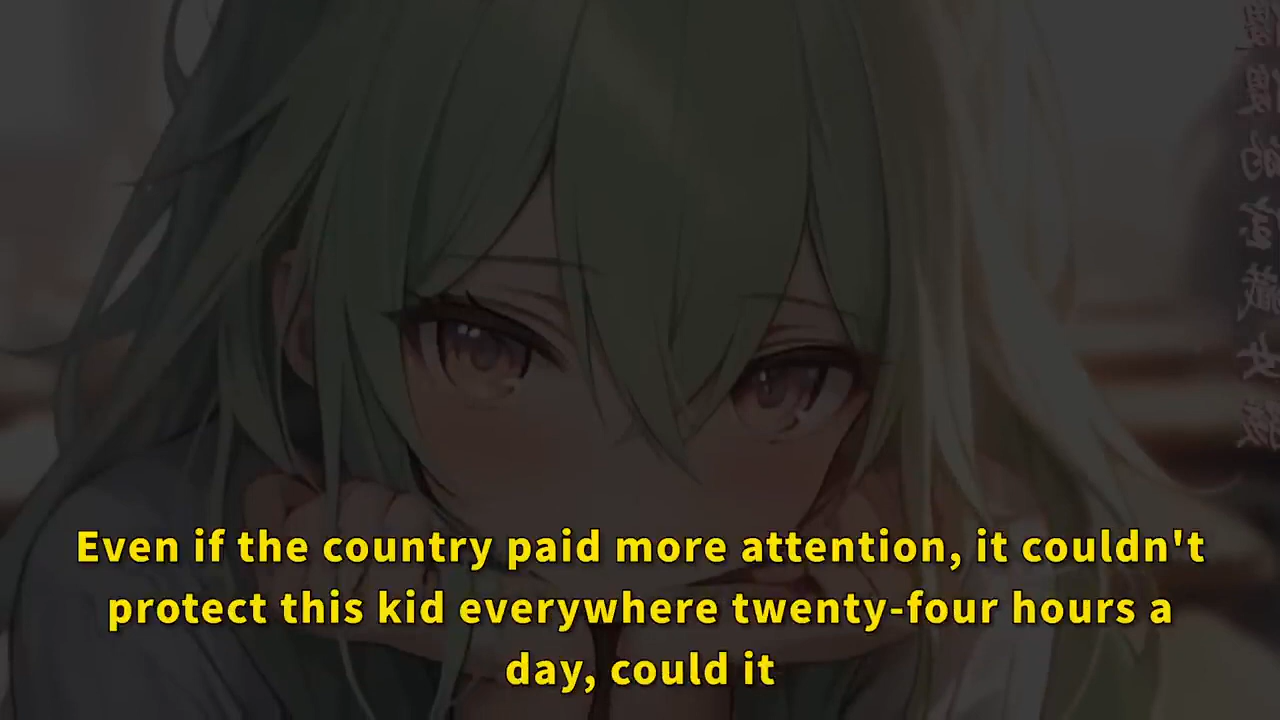 Even if the country paid more attention, it couldn't
protect this kid everywhere twenty-four hours a
day, could it